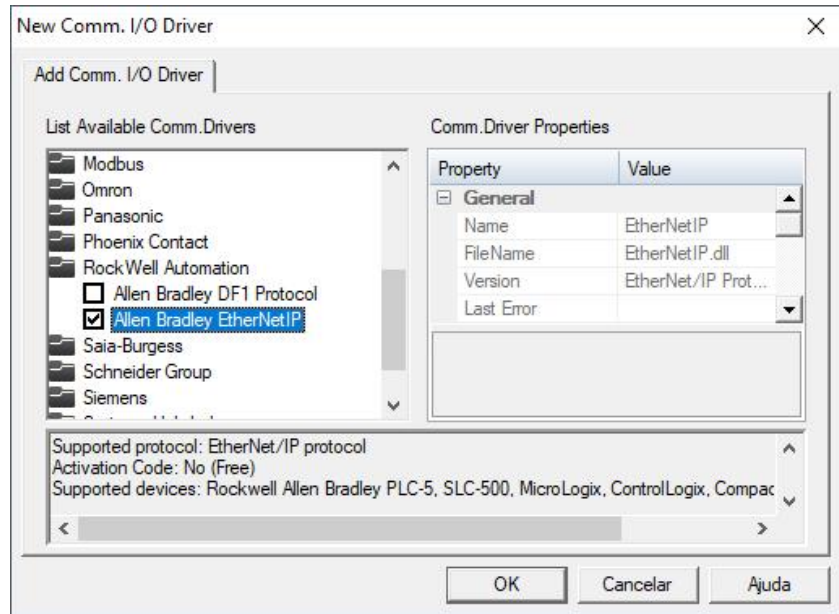 New Comm. I/O Driver
Add Comm. I/O Driver
List Available Comm.Drivers
Modbus
Omron
Panasonic
Phoenix Contact
RockWell Automation
Allen Bradley DF1 Protocol
Allen Bradley EtherNetIP
Saia-Burgess
Schneider Group
Siemens
Comm.Driver Properties
Property Value
General
Name EtherNetIP
FileName EtherNetIP.dll
Version EtherNet/IP Prot...
Last Error
Supported protocol: EtherNet/IP protocol
Activation Code: No (Free)
Supported devices: Rockwell Allen Bradley PLC-5, SLC-500, MicroLogix, ControlLogix, Compac
OK Cancelar Ajuda